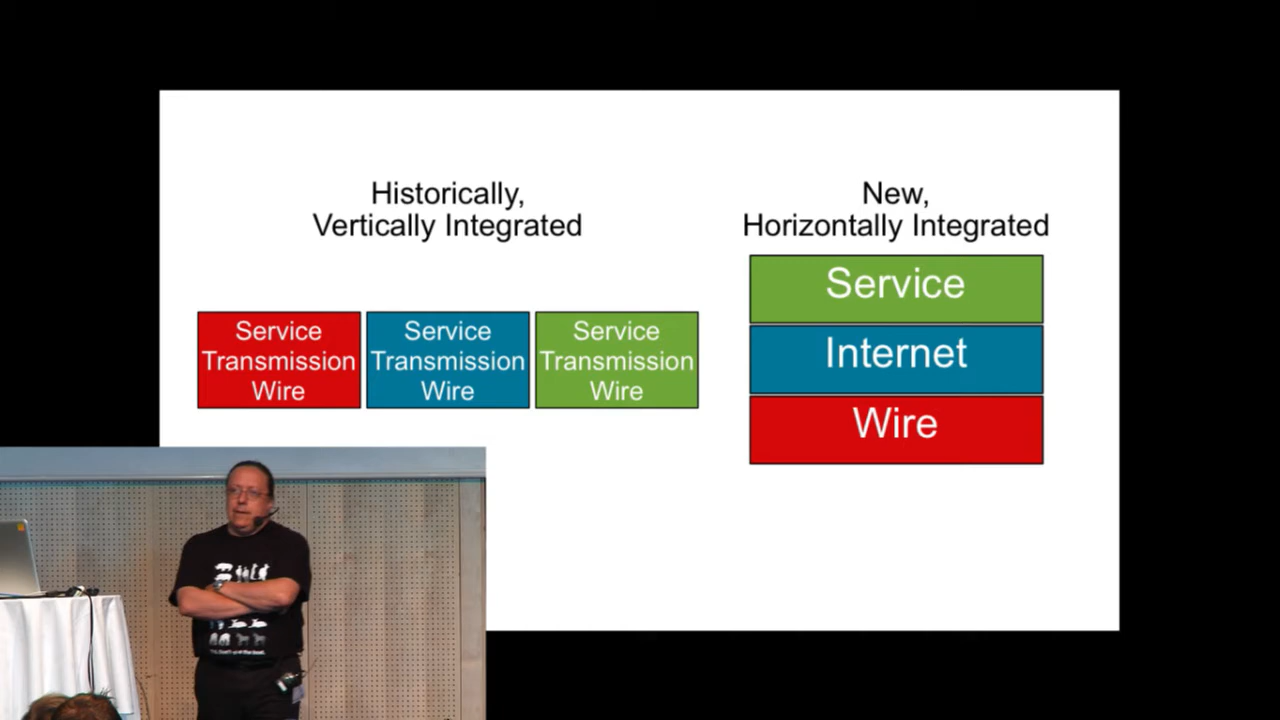 Historically,
Vertically Integrated
New,
Horizontally Integrated
Service
Transmission
Wire
Service
Transmission
Wire
Service
Transmission
Wire
Service
Internet
Wire